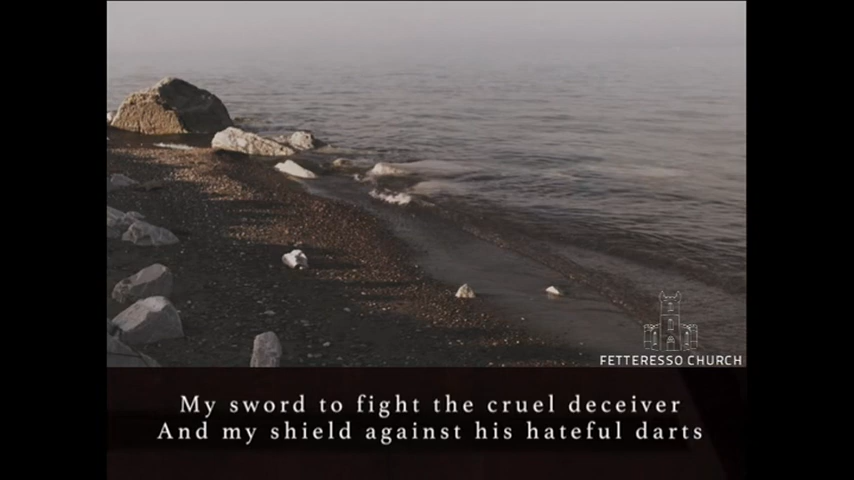 FETTERESSO CHURCH
My sword to fight the cruel deceiver
And my shield against his hateful darts